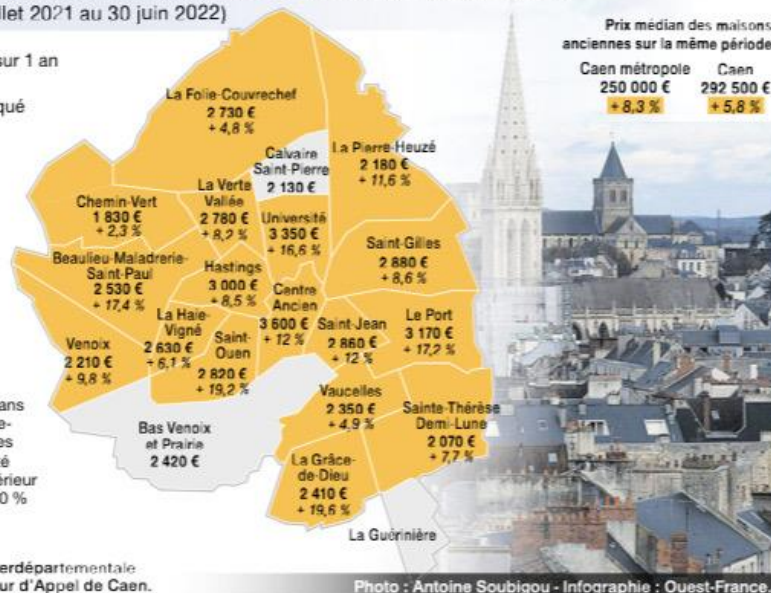 llet 2021 au 30 juin 2022)
sur 1 an
qué
Prix médian des maisons
anciennes sur la même période
Caen métropole
250 000 €
+ 8,3 %
Caen
292 500 €
+ 5,8 %
La Folie-Couvrechef
2 730 €
+ 4,8 %
Calvaire
Saint-Pierre
2 130 €
La Pierre-Heuzé
2 180 €
+ 11,6 %
Chemin-Vert
1 830 €
+ 2,3 %
La Verte
Vallée
2 780 €
+ 8,2 %
Université
3 350 €
+ 16,6 %
Saint-Gilles
2 880 €
+ 8,6 %
Beaulieu-Maladrerie-
Saint-Paul
2 530 €
+ 17,4 %
Hastings
3 000 €
+ 8,5 %
Centre
Ancien
3 600 €
+ 12 %
Saint-Jean
2 860 €
+ 12 %
Le Port
3 170 €
+ 17,2 %
Venoix
2 210 €
+ 9,8 %
La Haie-
Vigné
2 630 €
+ 6,1 %
Saint-
Ouen
2 820 €
+ 19,2 %
Vaucelles
2 350 €
+ 4,9 %
Sainte-Thérèse
Demi-Lune
2 070 €
+ 7,7 %
Bas Venoix
et Prairie
2 420 €
La Grâce-
de-Dieu
2 410 €
+ 19,6 %
La Guérinière
ans
e-
es
té
érieur
0 %
erdépartementale
ur d'Appel de Caen.
Photo : Antoine Soubigou - Infographie : Ouest-France.